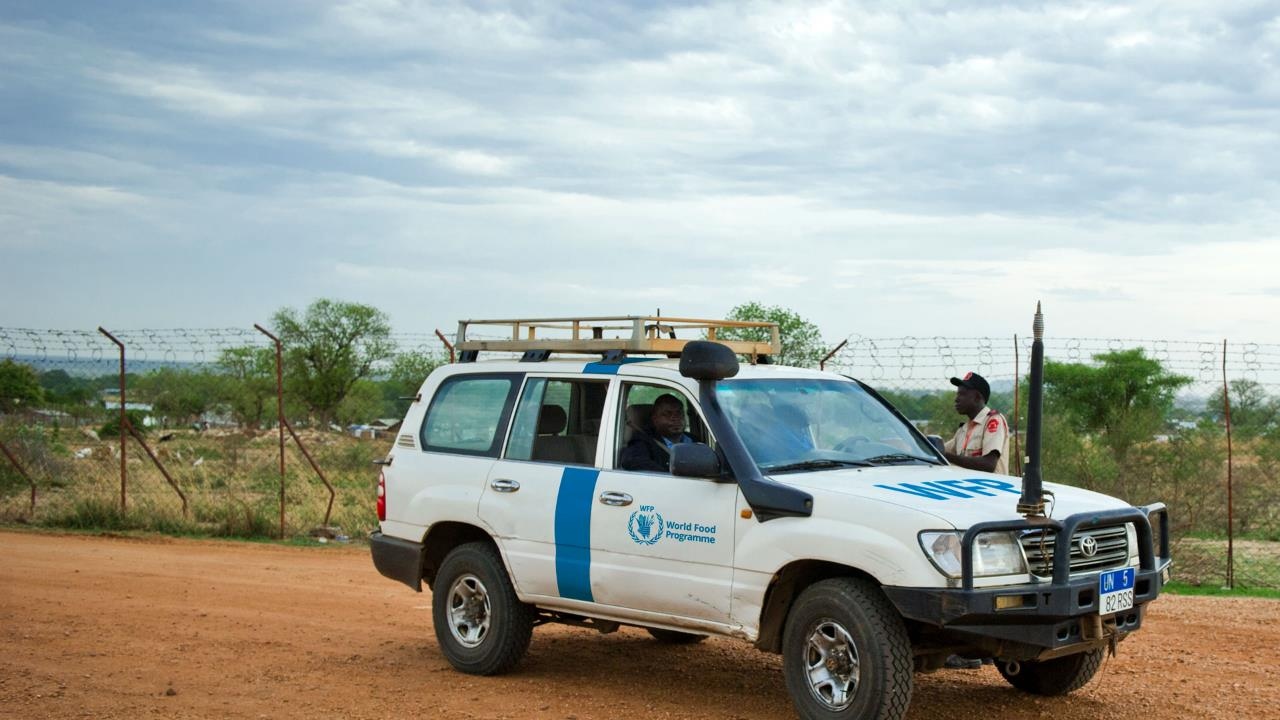 WFP
World Food
Programme
WFP
UN 5
82 RSS